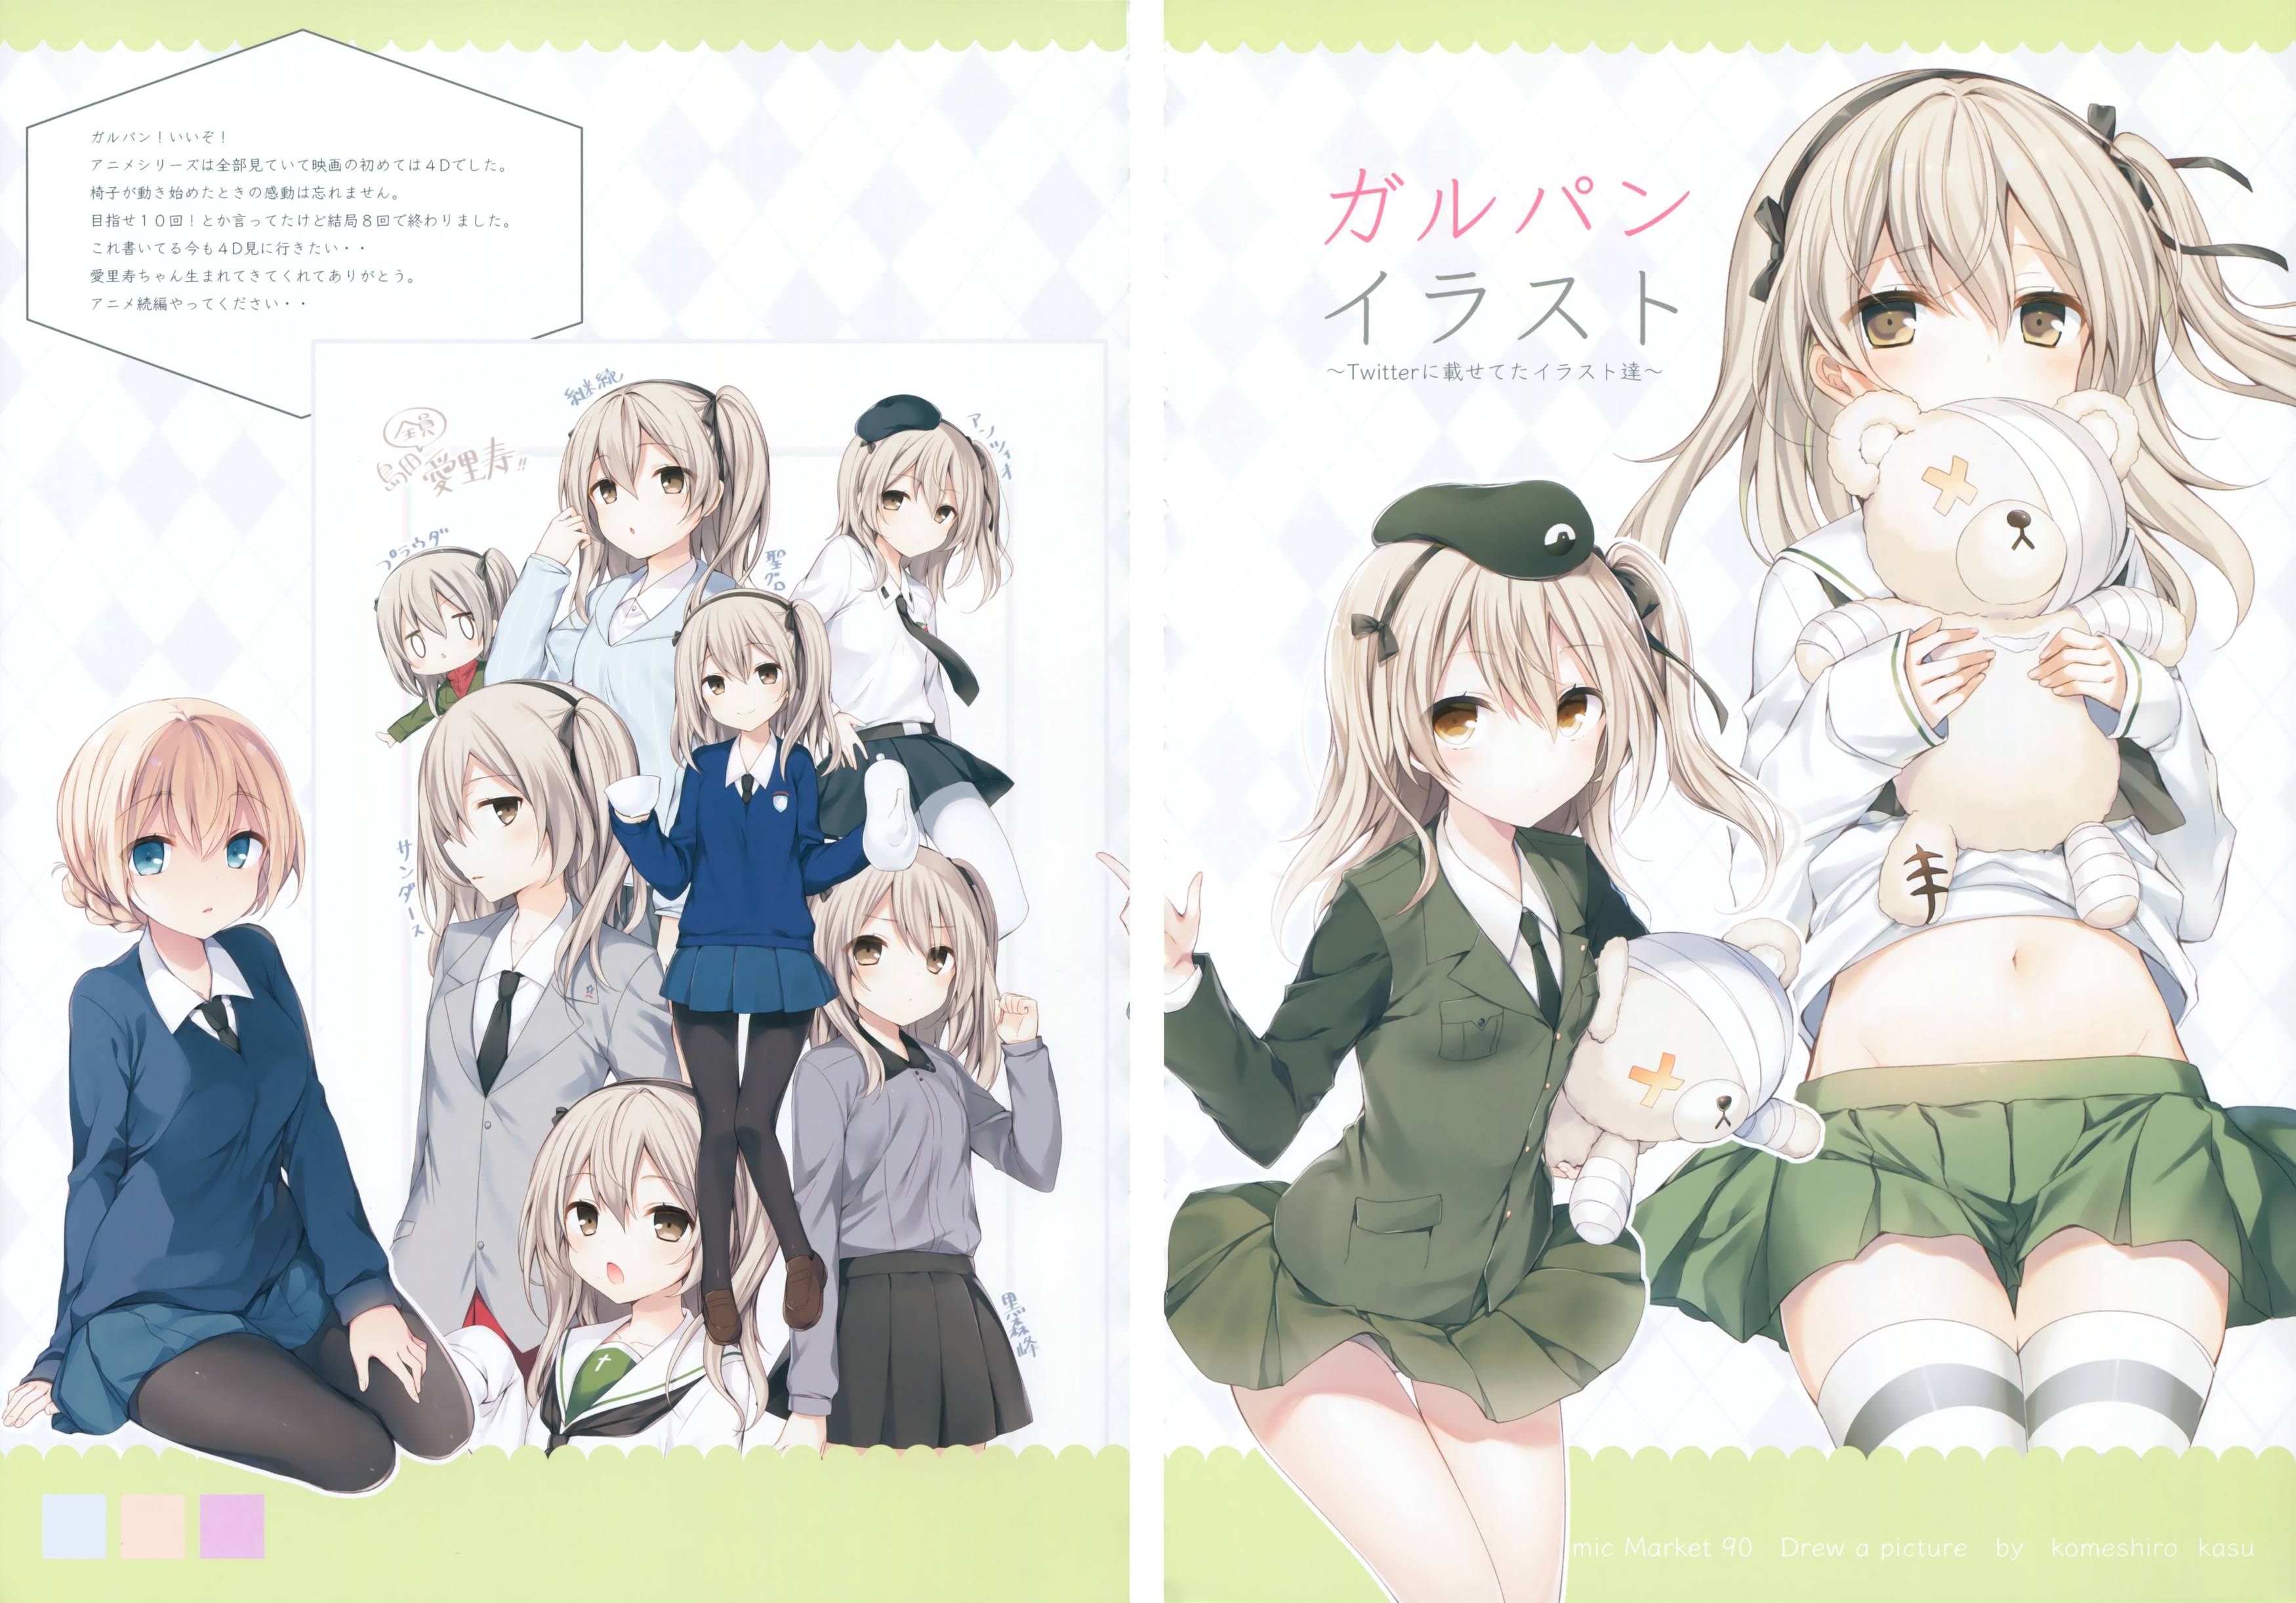 ガルパン！いいぞ！
アニメシリーズは全部見ていて映画の初めては４Dでした。
椅子が動き始めたときの感動は忘れません。
目指せ１０回！とか言ってたけど結局８回で終わりました。
これ書いてる今も４D見に行きたい・・
愛里寿ちゃん生まれてきてくれてありがとう。
アニメ続編やってください・・
全員
島田愛里寿!!
継続
アンツィオ
プラウダ
聖グロ
サンダース
黒森峰
ガルパン
イラスト
～Twitterに載せてたイラスト達～
mic Market 90 Drew a picture by komeshiro kasu